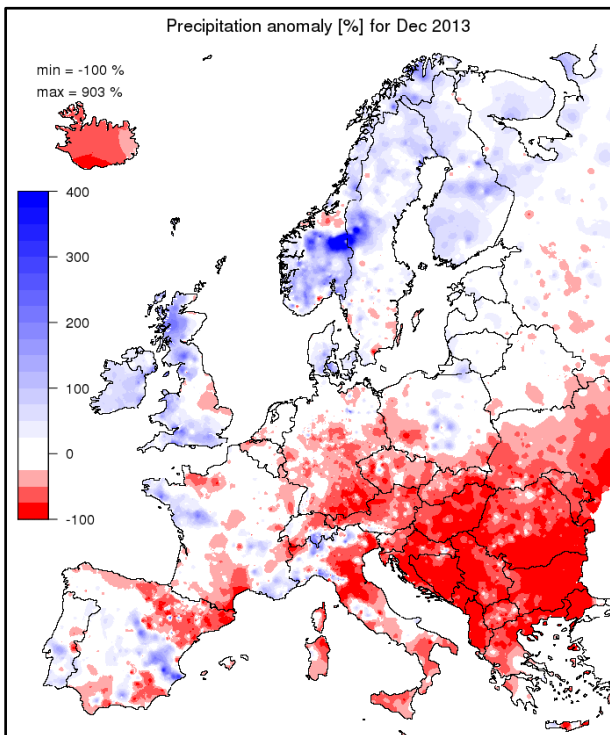 Precipitation anomaly [%] for Dec 2013
min = -100 %
max = 903 %
400
300
200
100
0
-100